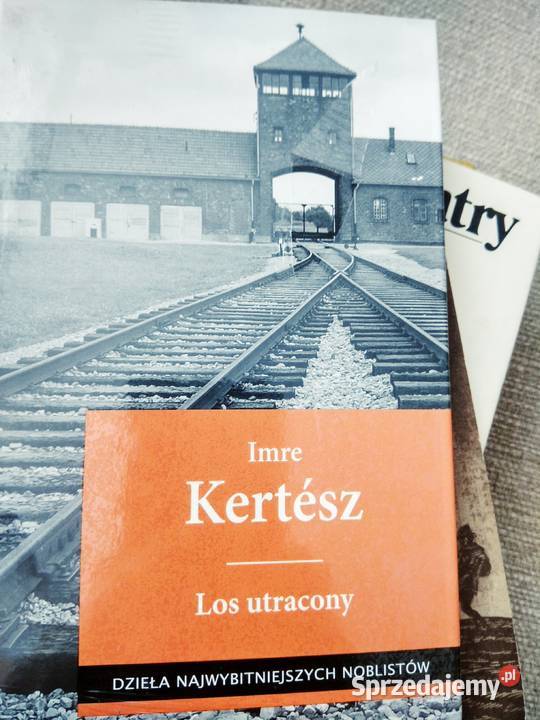 ntry
Imre
Kertész
Los utracony
DZIEŁA NAJWYBITNIEJSZYCH NOBLISTÓW
Sprzedajemy.pl